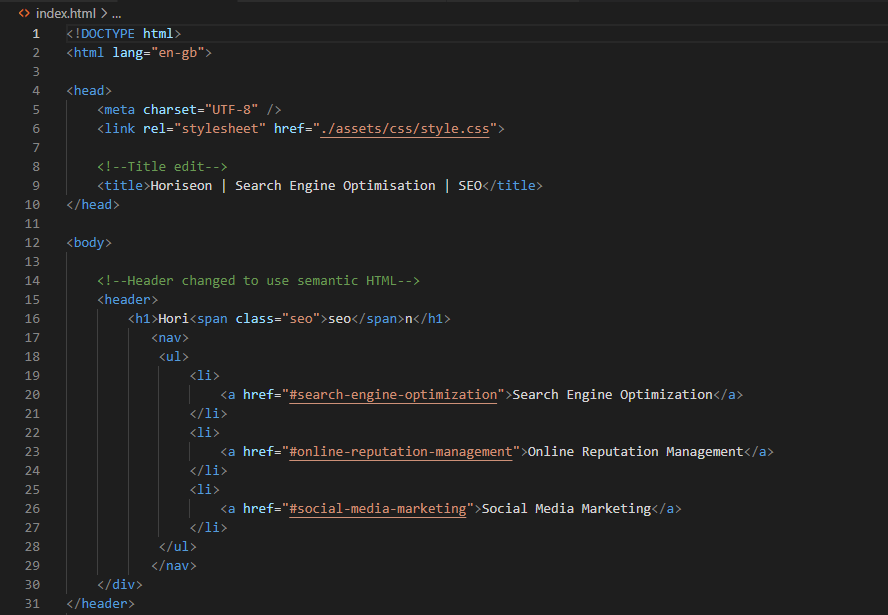 index.html > ...
1 <!DOCTYPE html>
2 <html lang="en-gb">
3
4 <head>
5     <meta charset="UTF-8" />
6     <link rel="stylesheet" href="./assets/css/style.css">
7
8     <!--Title edit-->
9     <title>Horiseon | Search Engine Optimisation | SEO</title>
10 </head>
11
12 <body>
13
14     <!--Header changed to use semantic HTML-->
15     <header>
16         <h1>Hori<span class="seo">seo</span>n</h1>
17            <nav>
18             <ul>
19                 <li>
20                     <a href="#search-engine-optimization">Search Engine Optimization</a>
21                 </li>
22                 <li>
23                     <a href="#online-reputation-management">Online Reputation Management</a>
24                 </li>
25                 <li>
26                     <a href="#social-media-marketing">Social Media Marketing</a>
27                 </li>
28             </ul>
29            </nav>
30     </div>
31 </header>